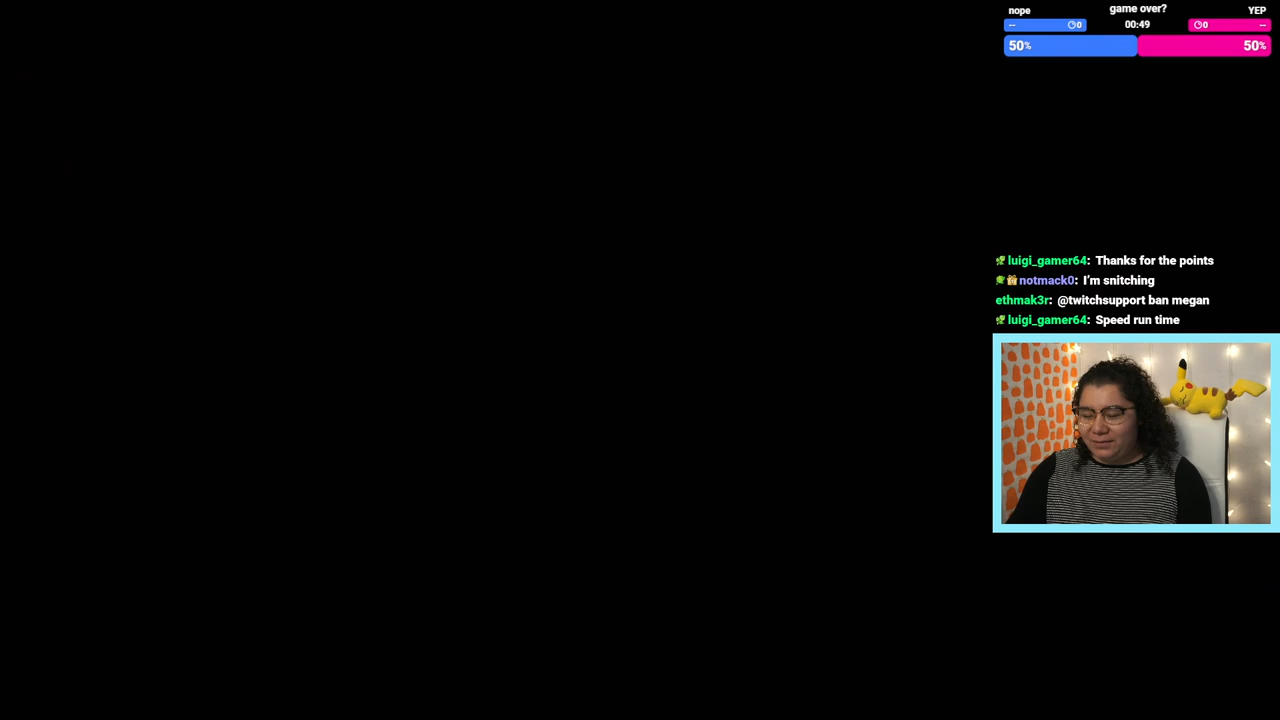 game over?
nope
YEP
00:49
--
0
0
--
50%
50%
luigi_gamer64: Thanks for the points
notmack0: I'm snitching
ethmak3r: @twitchsupport ban megan
luigi_gamer64: Speed run time